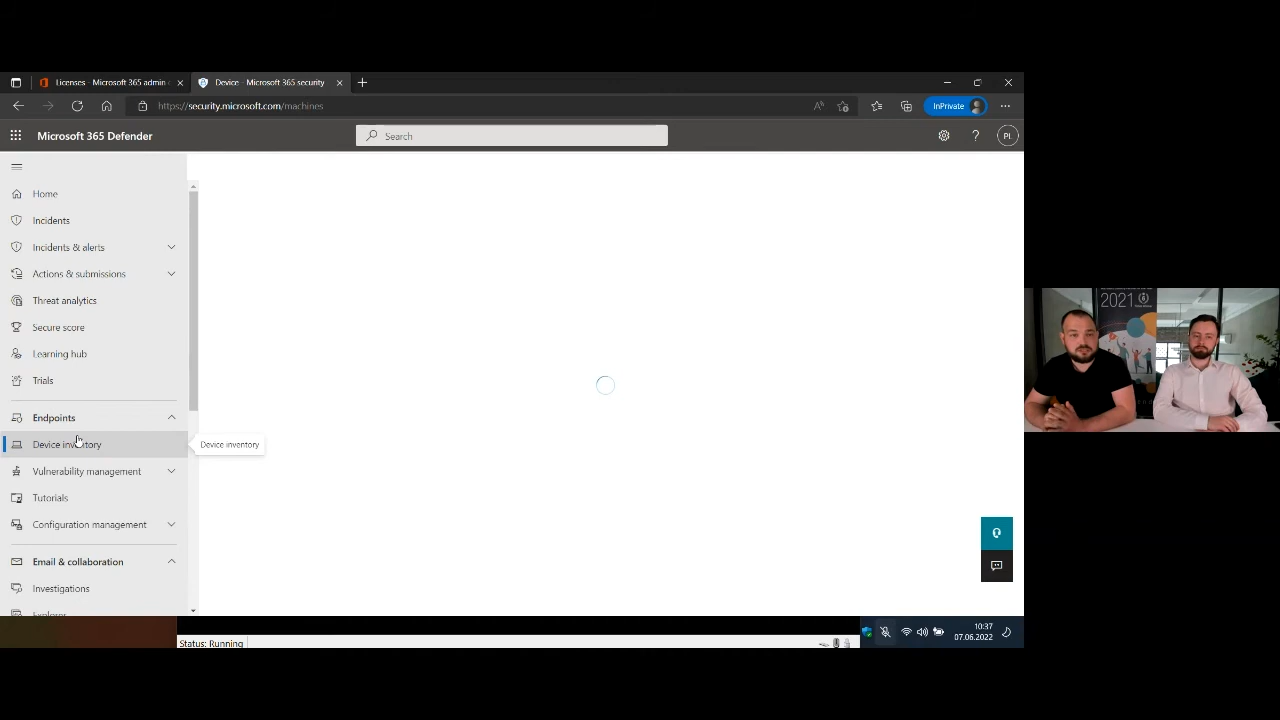 Licenses - Microsoft 365 admin
Device - Microsoft 365 security
https://security.microsoft.com/machines
InPrivate
Microsoft 365 Defender
Search
PL
Home
Incidents
Incidents & alerts
Actions & submissions
Threat analytics
Secure score
Learning hub
Trials
Endpoints
Device inventory
Device inventory
Vulnerability management
Tutorials
Configuration management
Email & collaboration
Investigations
Explorer
2021
Status: Running
10:37
07.06.2022